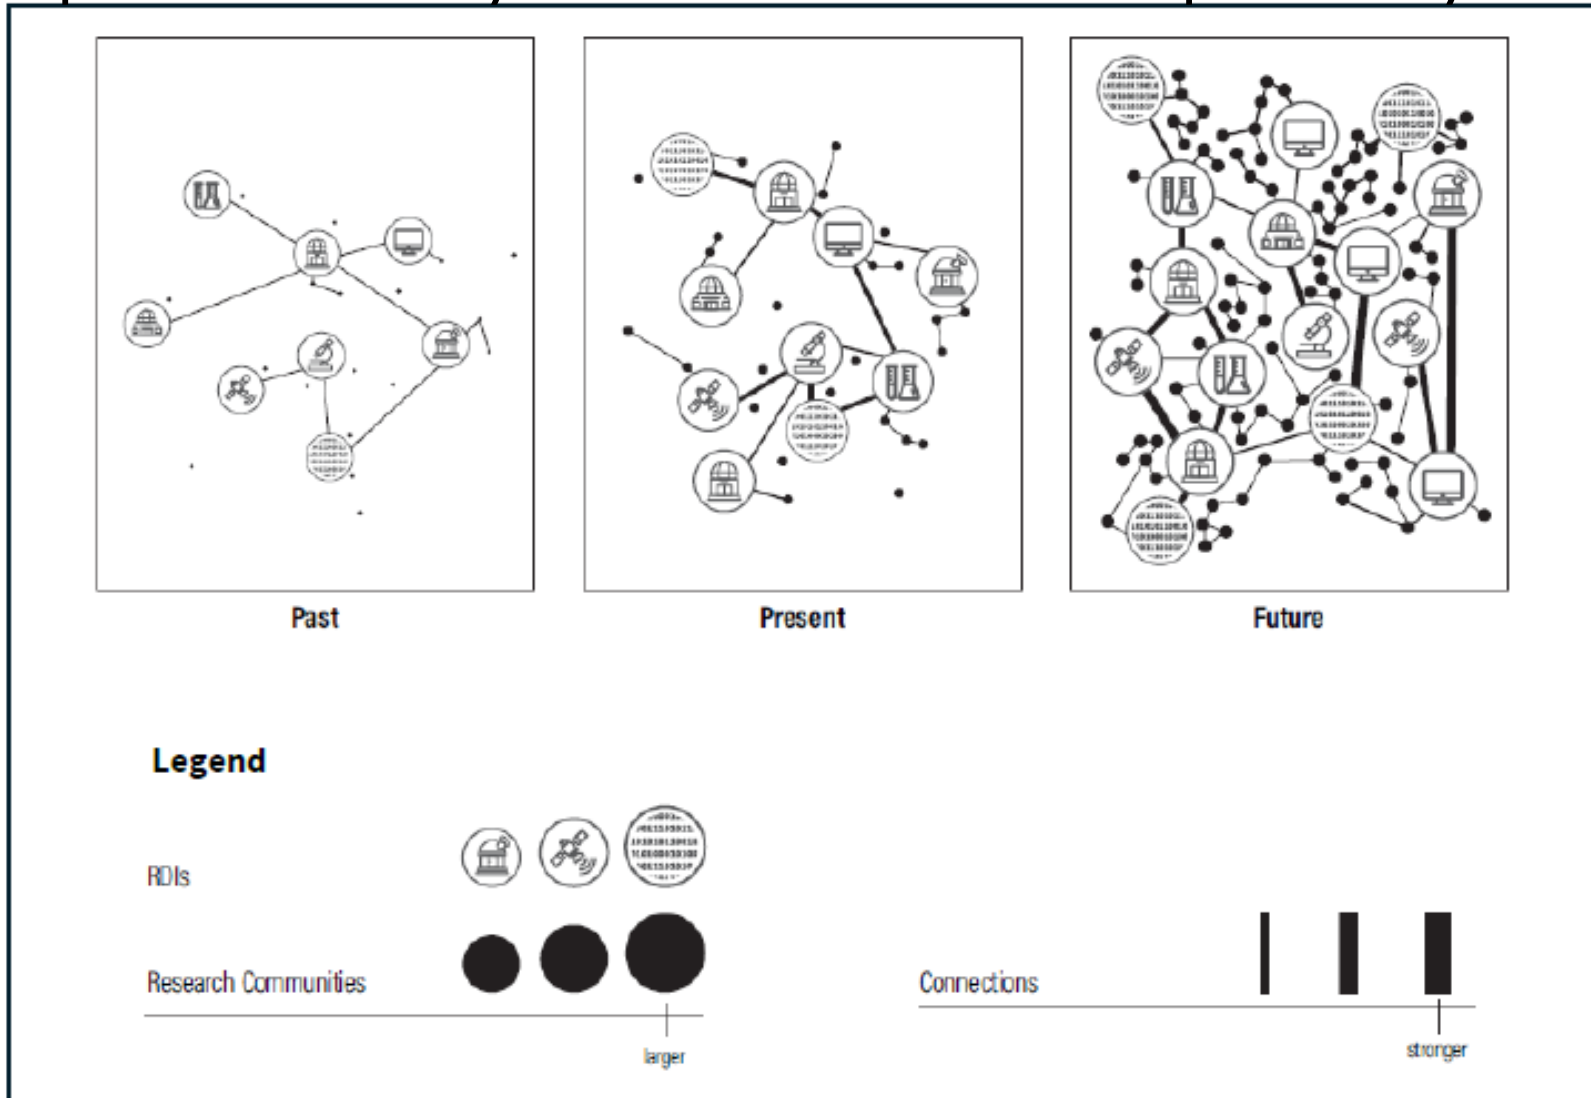 Past
Present
Future
Legend
RDIs
Research Communities
larger
Connections
stronger